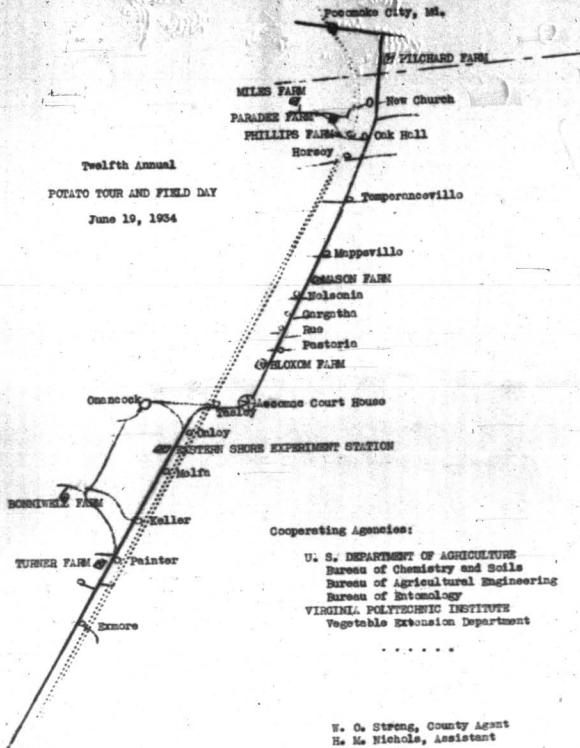 Pocomoke City, Md.
PILCHARD FARM
MILES FARM
New Church
PARADEE FARM
PHILLIPS FARM
Oak Hall
Horsey
Twelfth Annual
POTATO TOUR AND FIELD DAY
June 19, 1934
Temperanceville
Mappsville
MASON FARM
Nelsonia
Gargatha
Rue
Pastoria
BLOXOM FARM
Onancock
Tasley
Accomac Court House
Onley
EASTERN SHORE EXPERIMENT STATION
Melfa
BONNIWELL FARM
Keller
TURNER FARM
Painter
Exmore
Cooperating Agencies:
U. S. DEPARTMENT OF AGRICULTURE
Bureau of Chemistry and Soils
Bureau of Agricultural Engineering
Bureau of Entomology
VIRGINIA POLYTECHNIC INSTITUTE
Vegetable Extension Department
. . . . . .
W. O. Strong, County Agent
H. M. Nichols, Assistant